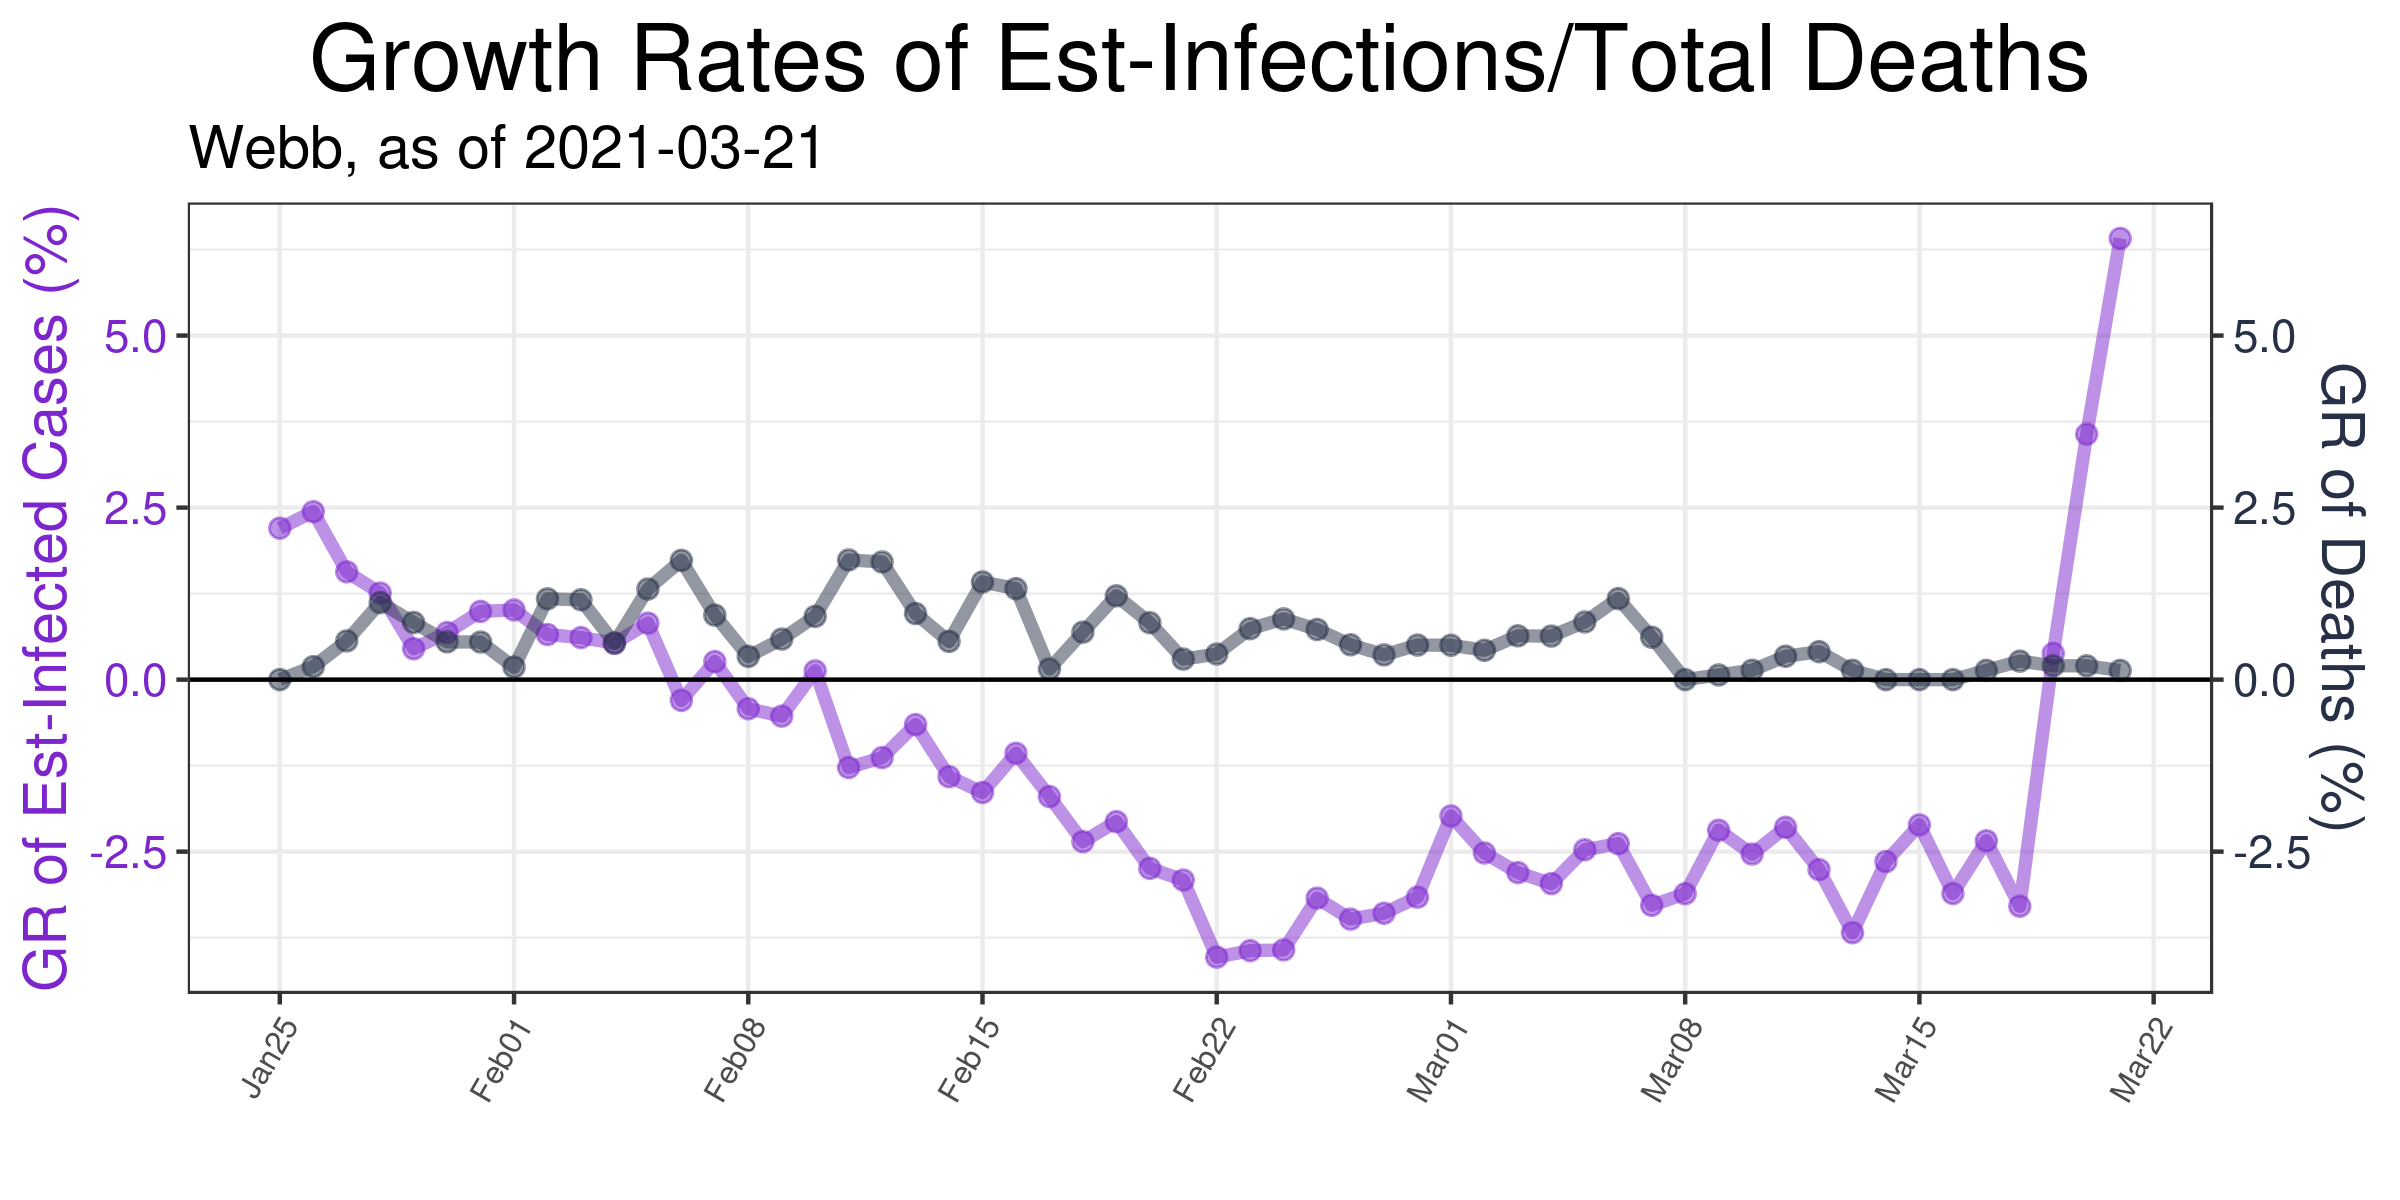 Growth Rates of Est-Infections/Total Deaths
Webb, as of 2021-03-21
GR of Est-Infected Cases (%)
5.0
2.5
0.0
-2.5
5.0
2.5
0.0
-2.5
GR of Deaths (%)
Jan25
Feb01
Feb08
Feb15
Feb22
Mar01
Mar08
Mar15
Mar22